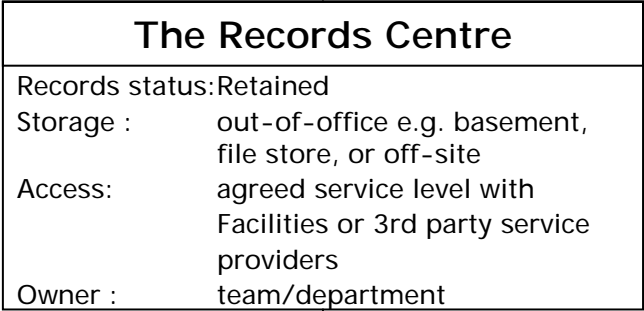 The Records Centre
Records status:Retained
Storage : out-of-office e.g. basement,
file store, or off-site
Access: agreed service level with
Facilities or 3rd party service
providers
Owner : team/department